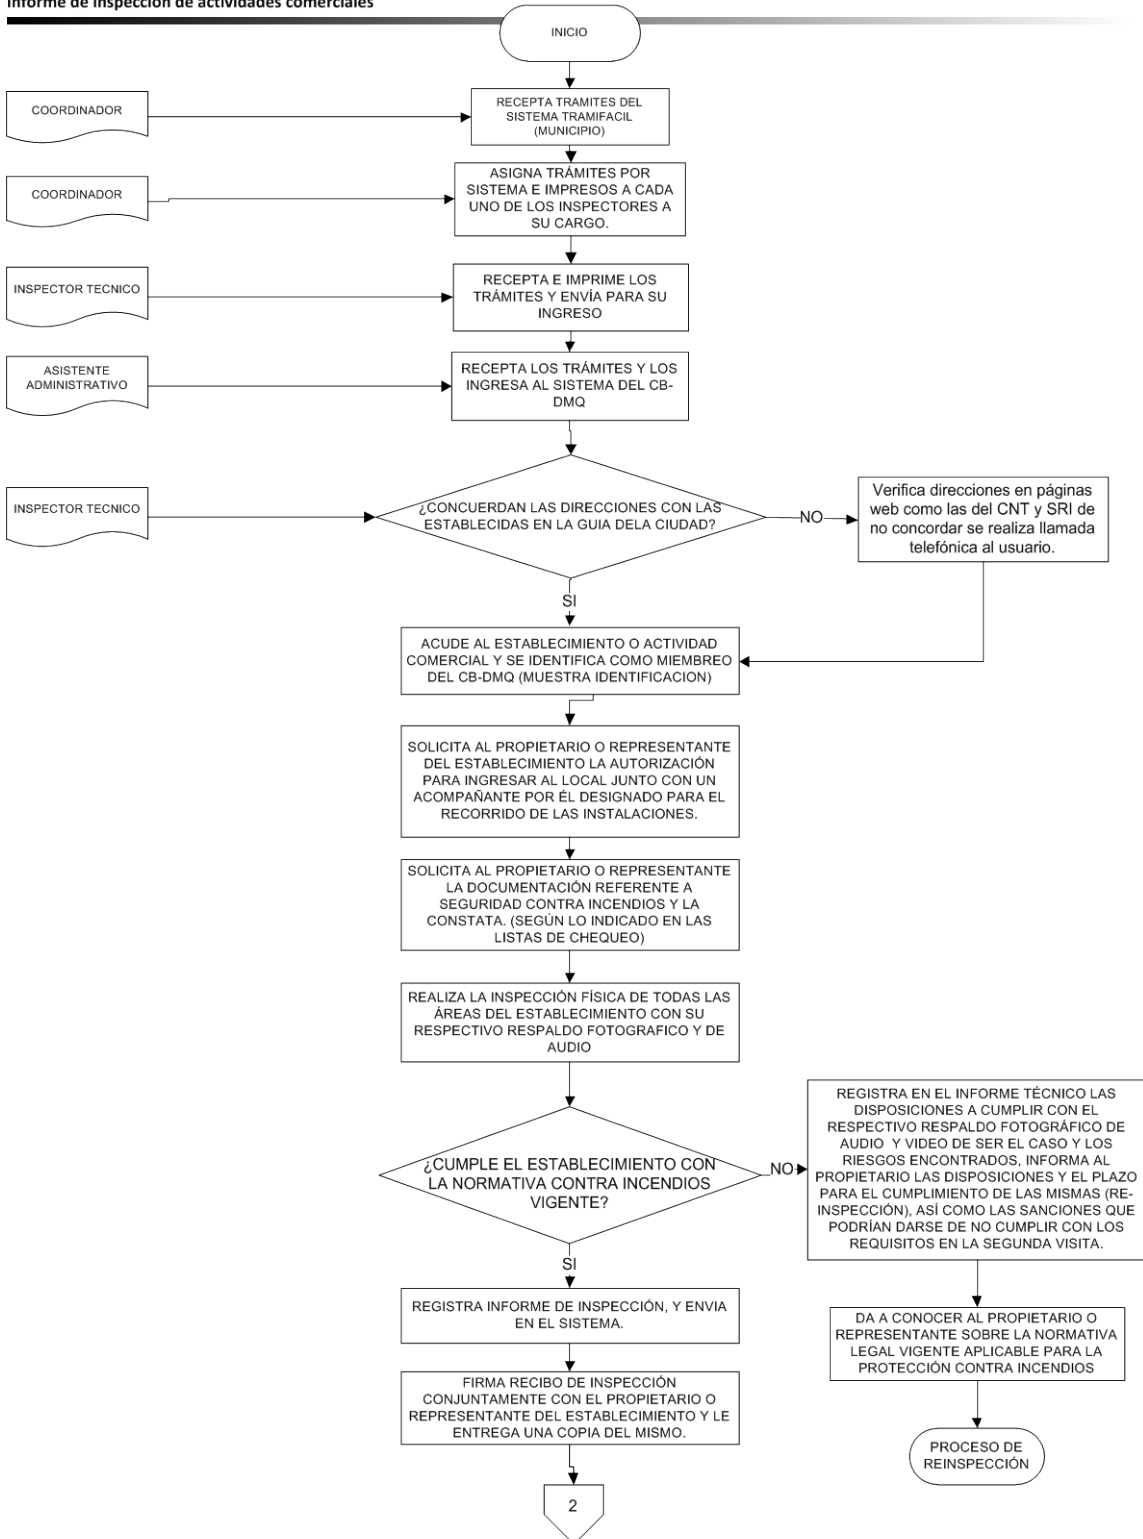 Informe de inspección de actividades comerciales
INICIO
COORDINADOR
RECEPTA TRAMITES DEL
SISTEMA TRAMIFACIL
(MUNICIPIO)
COORDINADOR
ASIGNA TRÁMITES POR
SISTEMA E IMPRESOS A CADA
UNO DE LOS INSPECTORES A
SU CARGO.
INSPECTOR TECNICO
RECEPTA E IMPRIME LOS
TRÁMITES Y ENVÍA PARA SU
INGRESO
ASISTENTE
ADMINISTRATIVO
RECEPTA LOS TRÁMITES Y LOS
INGRESA AL SISTEMA DEL CB-
DMQ
INSPECTOR TECNICO
¿CONCUERDAN LAS DIRECCIONES CON LAS
ESTABLECIDAS EN LA GUIA DELA CIUDAD?
NO
Verifica direcciones en páginas
web como las del CNT y SRI de
no concordar se realiza llamada
telefónica al usuario.
SI
ACUDE AL ESTABLECIMIENTO O ACTIVIDAD
COMERCIAL Y SE IDENTIFICA COMO MIEMBREO
DEL CB-DMQ (MUESTRA IDENTIFICACION)
SOLICITA AL PROPIETARIO O REPRESENTANTE
DEL ESTABLECIMIENTO LA AUTORIZACIÓN
PARA INGRESAR AL LOCAL JUNTO CON UN
ACOMPAÑANTE POR ÉL DESIGNADO PARA EL
RECORRIDO DE LAS INSTALACIONES.
SOLICITA AL PROPIETARIO O REPRESENTANTE
LA DOCUMENTACIÓN REFERENTE A
SEGURIDAD CONTRA INCENDIOS Y LA
CONSTATA. (SEGÚN LO INDICADO EN LAS
LISTAS DE CHEQUEO)
REALIZA LA INSPECCIÓN FÍSICA DE TODAS LAS
ÁREAS DEL ESTABLECIMIENTO CON SU
RESPECTIVO RESPALDO FOTOGRAFICO Y DE
AUDIO
¿CUMPLE EL ESTABLECIMIENTO CON
LA NORMATIVA CONTRA INCENDIOS
VIGENTE?
NO
REGISTRA EN EL INFORME TÉCNICO LAS
DISPOSICIONES A CUMPLIR CON EL
RESPECTIVO RESPALDO FOTOGRÁFICO DE
AUDIO Y VIDEO DE SER EL CASO Y LOS
RIESGOS ENCONTRADOS, INFORMA AL
PROPIETARIO LAS DISPOSICIONES Y EL PLAZO
PARA EL CUMPLIMIENTO DE LAS MISMAS (RE-
INSPECCIÓN), ASÍ COMO LAS SANCIONES QUE
PODRÍAN DARSE DE NO CUMPLIR CON LOS
REQUISITOS EN LA SEGUNDA VISITA.
SI
REGISTRA INFORME DE INSPECCIÓN, Y ENVIA
EN EL SISTEMA.
DA A CONOCER AL PROPIETARIO O
REPRESENTANTE SOBRE LA NORMATIVA
LEGAL VIGENTE APLICABLE PARA LA
PROTECCIÓN CONTRA INCENDIOS
FIRMA RECIBO DE INSPECCIÓN
CONJUNTAMENTE CON EL PROPIETARIO O
REPRESENTANTE DEL ESTABLECIMIENTO Y LE
ENTREGA UNA COPIA DEL MISMO.
PROCESO DE
REINSPECCIÓN
2